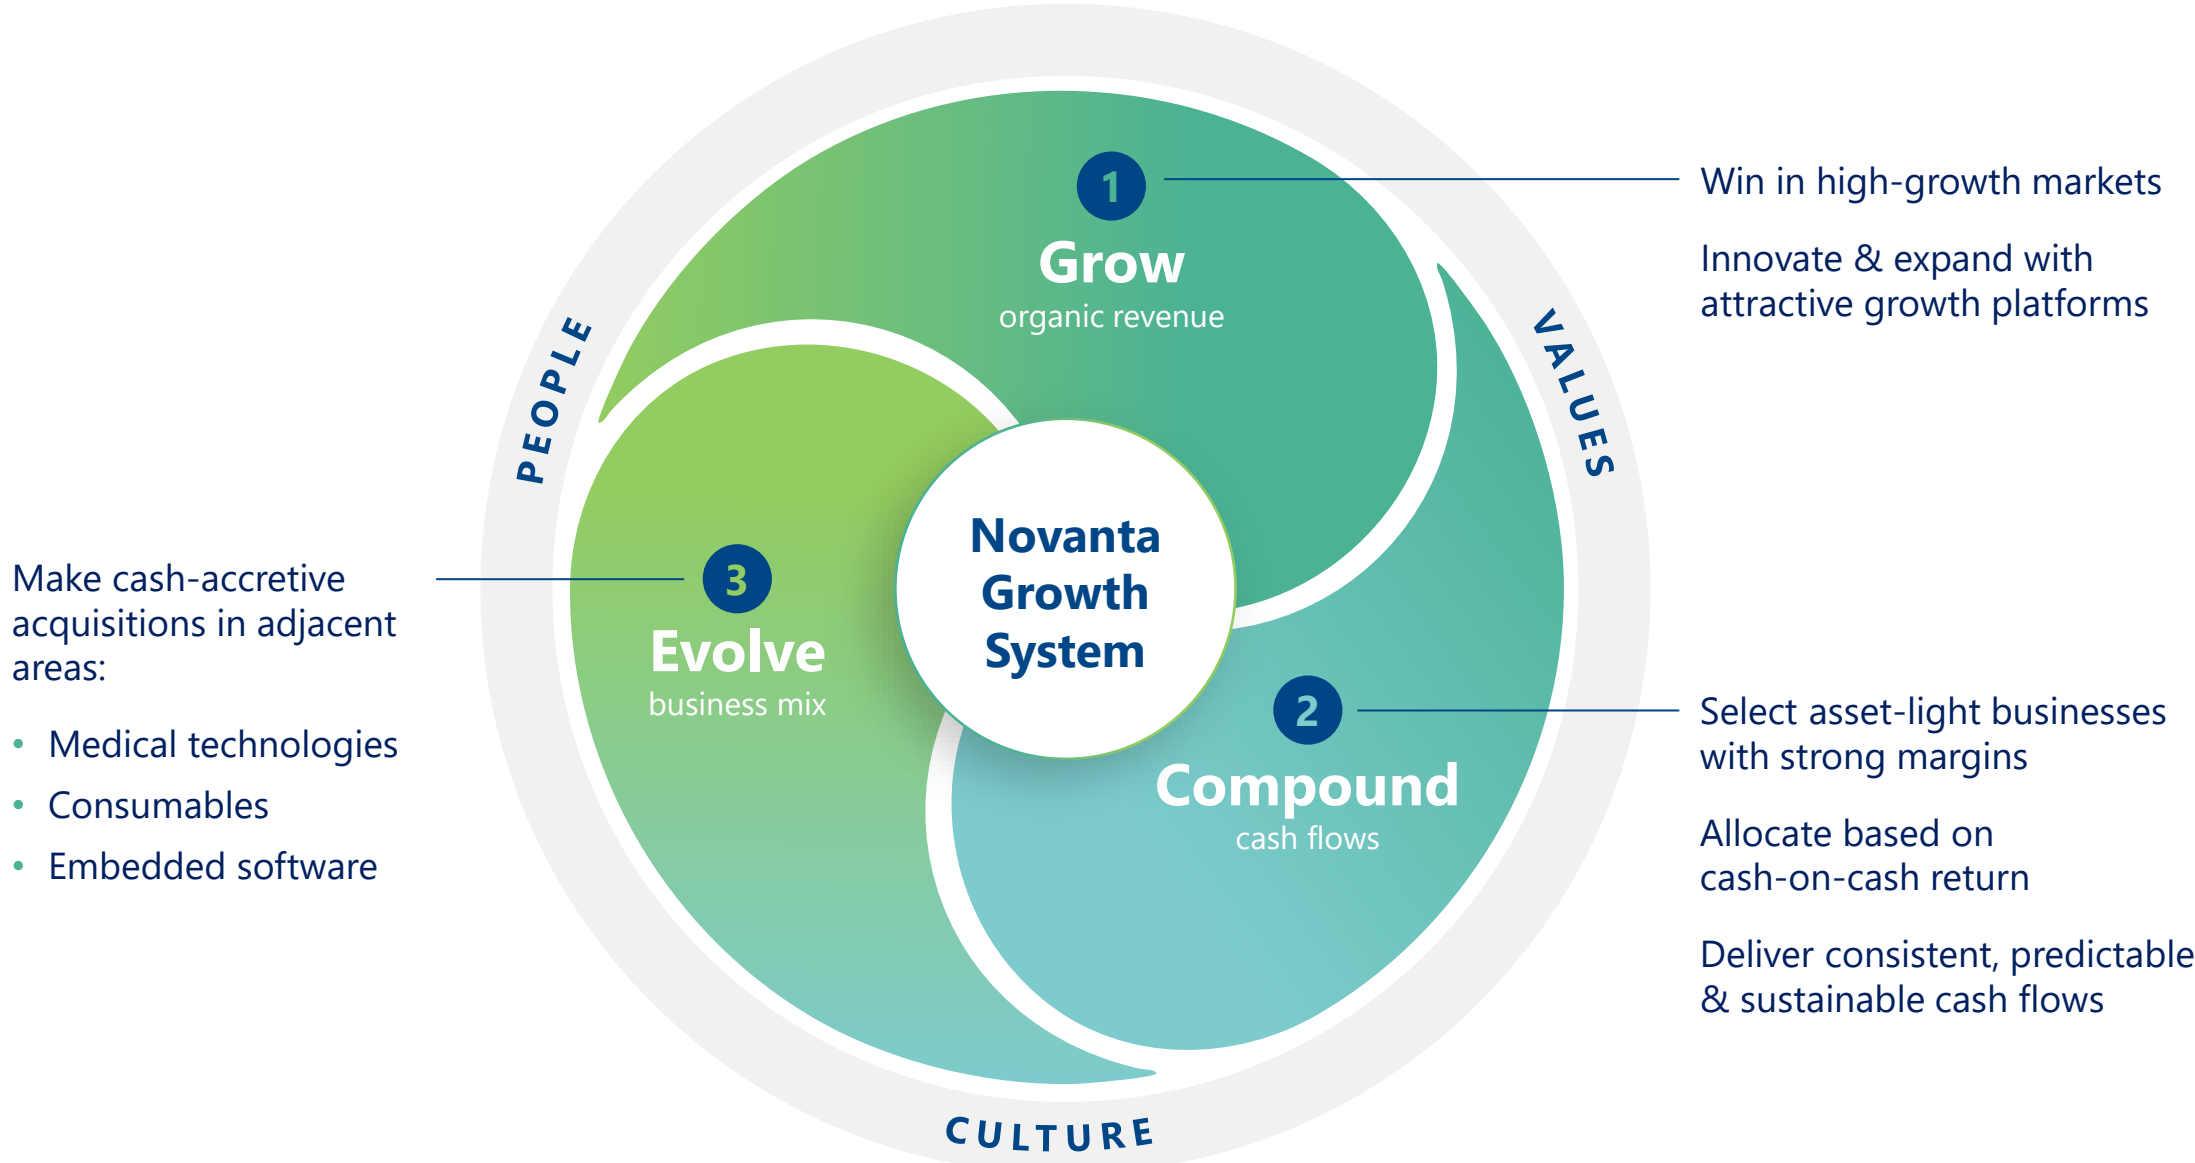 PEOPLE
VALUES
CULTURE
Novanta
Growth
System
1
Grow
organic revenue
Win in high-growth markets
Innovate & expand with
attractive growth platforms
2
Compound
cash flows
Select asset-light businesses
with strong margins
Allocate based on
cash-on-cash return
Deliver consistent, predictable
& sustainable cash flows
3
Evolve
business mix
Make cash-accretive
acquisitions in adjacent
areas:
• Medical technologies
• Consumables
• Embedded software